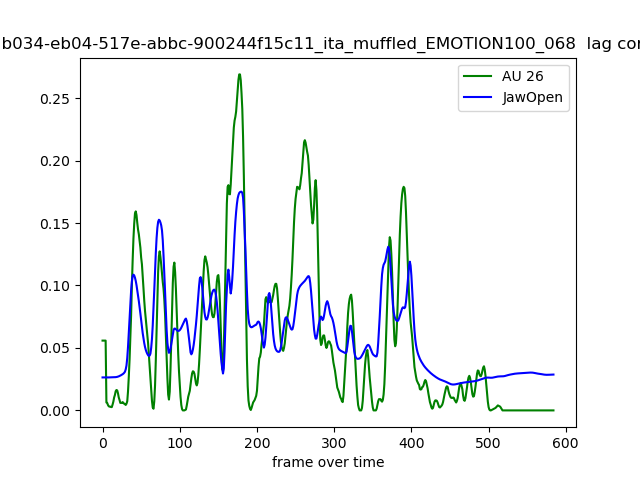 b034-eb04-517e-abbc-900244f15c11_ita_muffled_EMOTION100_068 lag
AU 26
JawOpen
0.25
0.20
0.15
0.10
0.05
0.00
0 100 200 300 400 500 600
frame over time